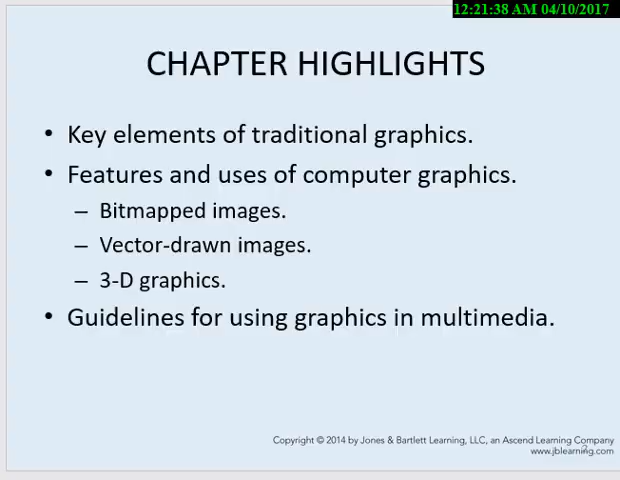 12:21:38 AM 04/10/2017
CHAPTER HIGHLIGHTS
• Key elements of traditional graphics.
• Features and uses of computer graphics.
– Bitmapped images.
– Vector-drawn images.
– 3-D graphics.
• Guidelines for using graphics in multimedia.
Copyright © 2014 by Jones & Bartlett Learning, LLC, an Ascend Learning Company
www.jblearning.com
2